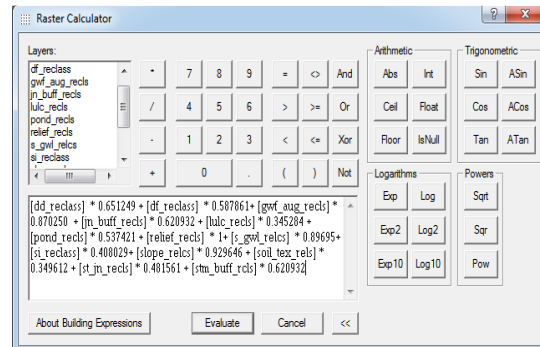 Raster Calculator
Layers:
df_reclass
gwf_aug_recls
jn_buff_recls
lulc_recls
pond_recls
relief_recls
s_gwl_recls
si_reclass
* 7 8 9 = <> And
/ 4 5 6 > >= Or
- 1 2 3 < <= Xor
+ 0 . ( ) Not
Arithmetic
Abs Int
Ceil Float
Floor IsNull
Trigonometric
Sin ASin
Cos ACos
Tan ATan
Logarithms
Exp Log
Exp2 Log2
Exp10 Log10
Powers
Sqrt
Sqr
Pow
[dd_reclass] * 0.651249 + [df_reclass] * 0.587861+ [gwf_aug_recls] *
0.870250 + [jn_buff_recls] * 0.620932 + [lulc_recls] * 0.345284 +
[pond_recls] * 0.537421 + [relief_recls] * 1+ [s_gwl_relcs] * 0.89695+
[si_reclass] * 0.408029+ [slope_relcs] * 0.929646 + [soil_tex_rels] *
0.349612 + [st_jn_recls] * 0.481561 + [stm_buff_rcls] * 0.620932
About Building Expressions Evaluate Cancel <<